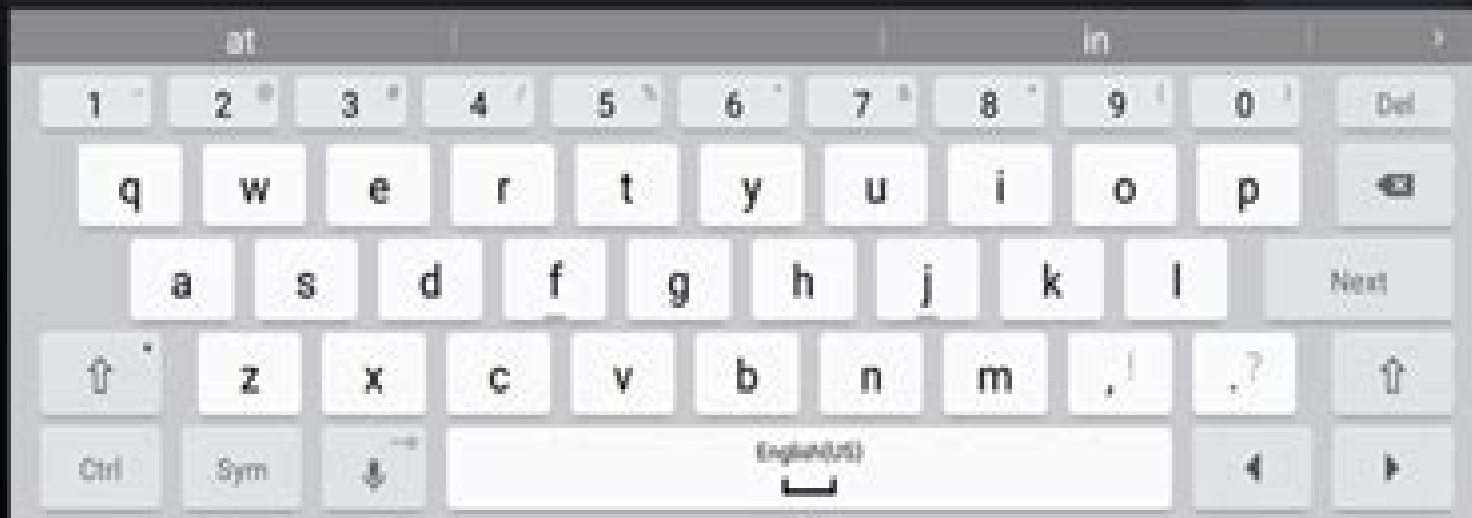 at in
1 2 @ 3 # 4 / 5 % 6 ^ 7 & 8 * 9 ( 0 ) Del
q w e r t y u i o p
a s d f g h j k l Next
z x c v b n m , ! . ?
Ctrl Sym English(US)